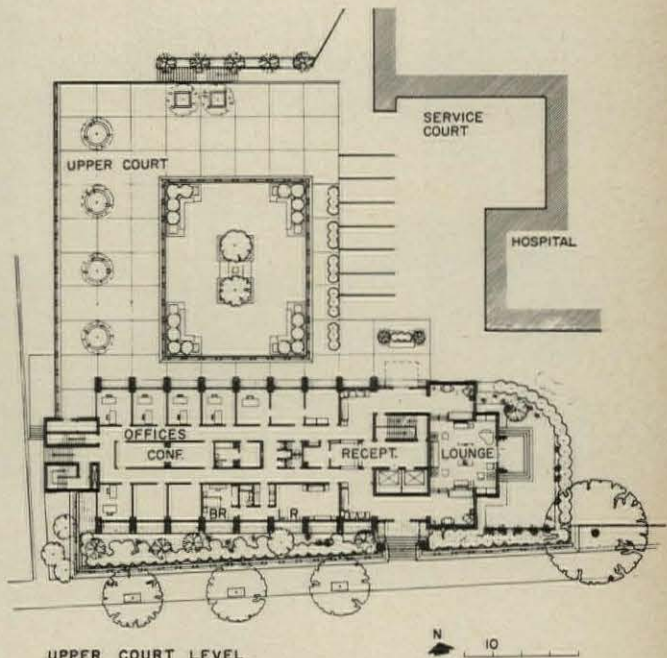 SERVICE
COURT
UPPER COURT
HOSPITAL
OFFICES
CONF.
RECEPT.
LOUNGE
BR
LR
UPPER COURT LEVEL
N
10